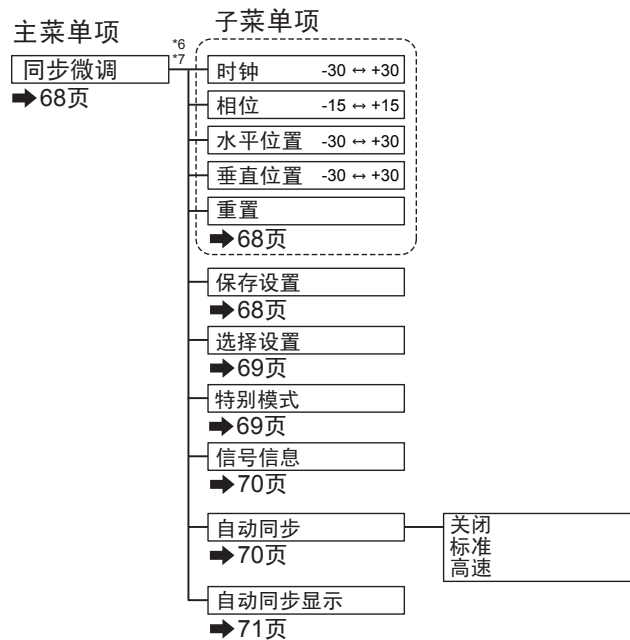 主菜单项
子菜单项
*6
*7
同步微调
➡68页
时钟 -30 ↔ +30
相位 -15 ↔ +15
水平位置 -30 ↔ +30
垂直位置 -30 ↔ +30
重置
➡68页
保存设置
➡68页
选择设置
➡69页
特别模式
➡69页
信号信息
➡70页
自动同步
➡70页
关闭
标准
高速
自动同步显示
➡71页